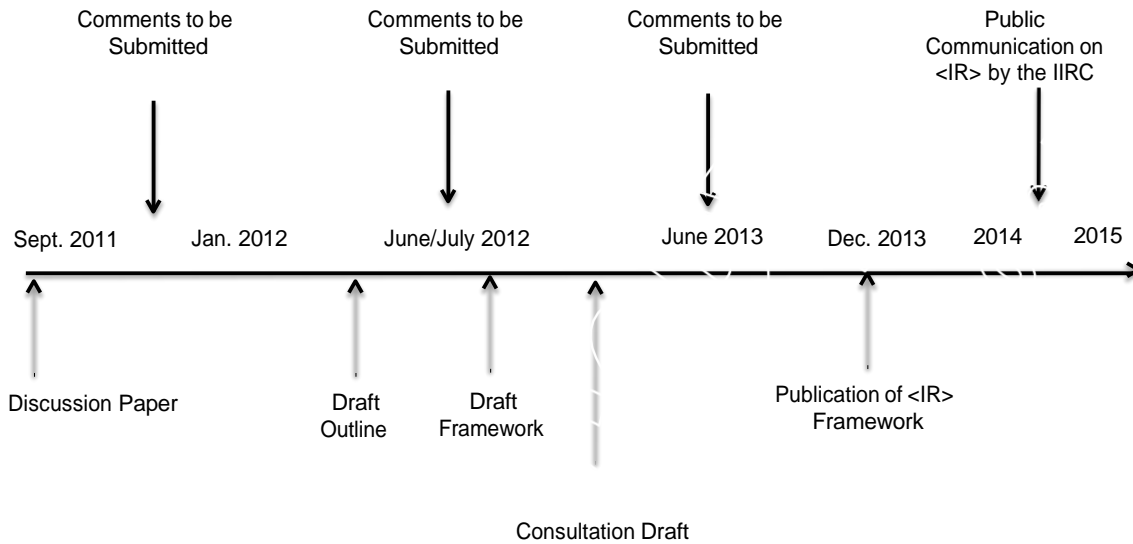 Comments to be
Submitted
Comments to be
Submitted
Comments to be
Submitted
Public
Communication on
<IR> by the IIRC
Sept. 2011
Jan. 2012
June/July 2012
June 2013
Dec. 2013
2014
2015
Discussion Paper
Draft
Outline
Draft
Framework
Publication of <IR>
Framework
Consultation Draft